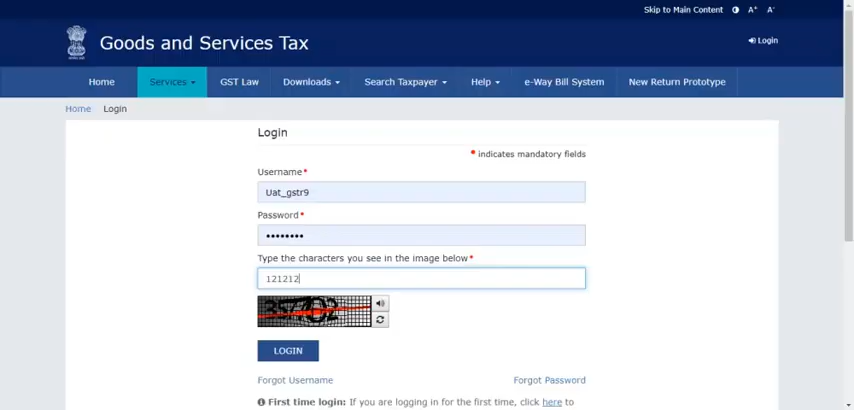 Skip to Main Content A+ A-
Goods and Services Tax
Login
Home Services GST Law Downloads Search Taxpayer Help e-Way Bill System New Return Prototype
Home Login
Login
• indicates mandatory fields
Username•
Uat_gstr9
Password•
••••••••
Type the characters you see in the image below•
121212
LOGIN
Forgot Username Forgot Password
First time login: If you are logging in for the first time, click here to